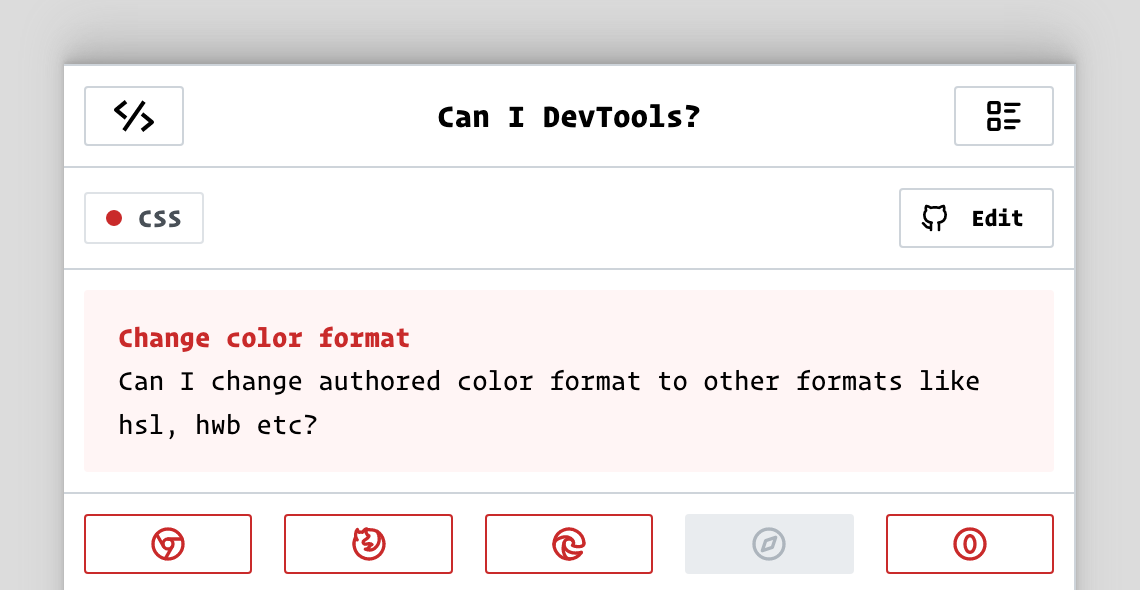 Can I DevTools?
CSS
Edit
Change color format
Can I change authored color format to other formats like
hsl, hwb etc?